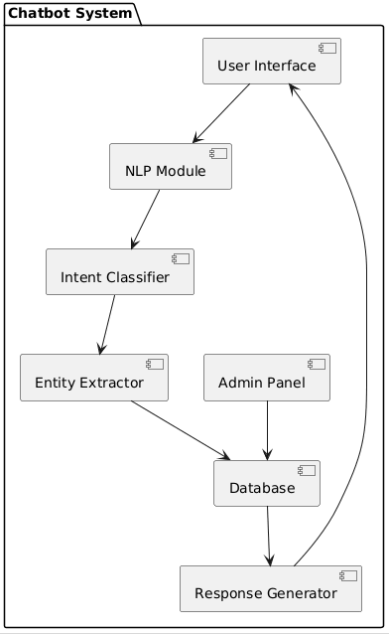 Chatbot System
User Interface
NLP Module
Intent Classifier
Entity Extractor
Admin Panel
Database
Response Generator